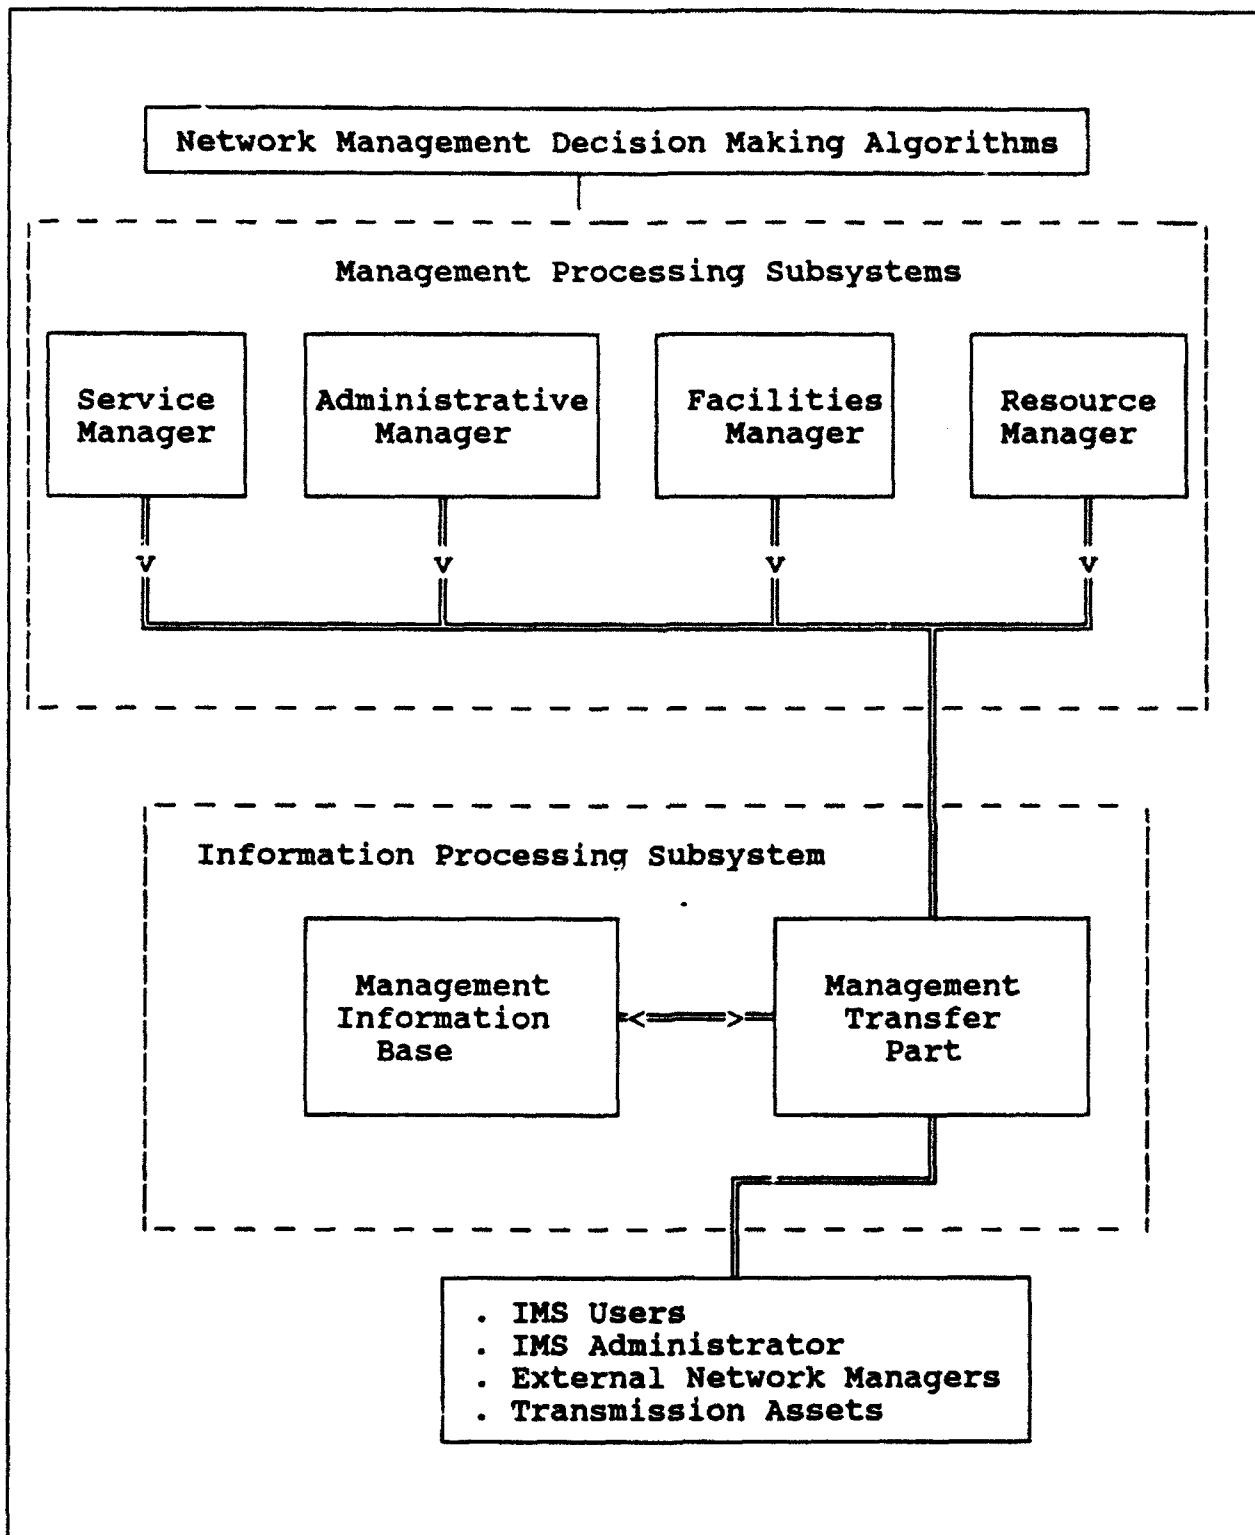 Network Management Decision Making Algorithms
Management Processing Subsystems
Service
Manager
Administrative
Manager
Facilities
Manager
Resource
Manager
v v v v
Information Processing Subsystem
Management
Information
Base
<====>
Management
Transfer
Part
. IMS Users
. IMS Administrator
. External Network Managers
. Transmission Assets